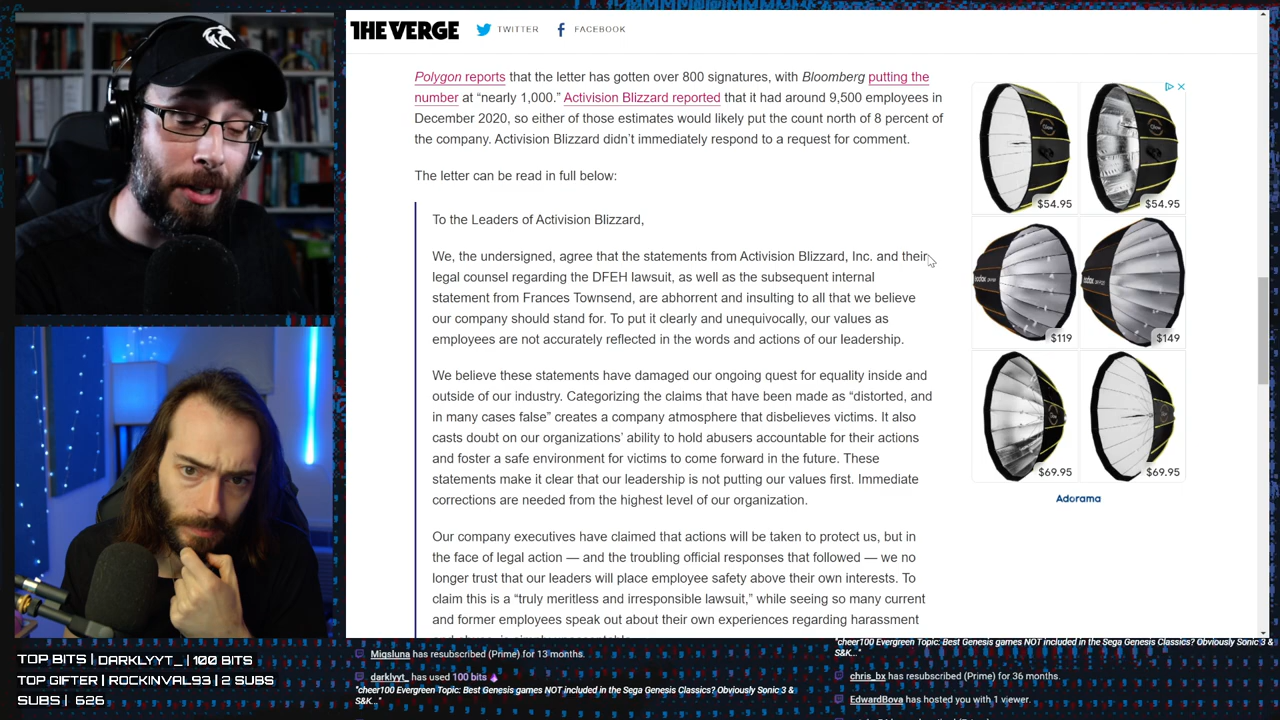 THE VERGE
TWITTER
FACEBOOK
Polygon reports that the letter has gotten over 800 signatures, with Bloomberg putting the
number at “nearly 1,000.” Activision Blizzard reported that it had around 9,500 employees in
December 2020, so either of those estimates would likely put the count north of 8 percent of
the company. Activision Blizzard didn’t immediately respond to a request for comment.
The letter can be read in full below:
To the Leaders of Activision Blizzard,
We, the undersigned, agree that the statements from Activision Blizzard, Inc. and their
legal counsel regarding the DFEH lawsuit, as well as the subsequent internal
statement from Frances Townsend, are abhorrent and insulting to all that we believe
our company should stand for. To put it clearly and unequivocally, our values as
employees are not accurately reflected in the words and actions of our leadership.
We believe these statements have damaged our ongoing quest for equality inside and
outside of our industry. Categorizing the claims that have been made as “distorted, and
in many cases false” creates a company atmosphere that disbelieves victims. It also
casts doubt on our organizations’ ability to hold abusers accountable for their actions
and foster a safe environment for victims to come forward in the future. These
statements make it clear that our leadership is not putting our values first. Immediate
corrections are needed from the highest level of our organization.
Our company executives have claimed that actions will be taken to protect us, but in
the face of legal action — and the troubling official responses that followed — we no
longer trust that our leaders will place employee safety above their own interests. To
claim this is a “truly meritless and irresponsible lawsuit,” while seeing so many current
and former employees speak out about their own experiences regarding harassment
$54.95
$54.95
$119
$149
$69.95
$69.95
Adorama
TOP BITS | DARKLYYT_ | 100 BITS
TOP GIFTER | ROCKINVAL93 | 2 SUBS
SUBS | 626
Migsluna has resubscribed (Prime) for 13 months.
darklyyt_ has used 100 bits
"cheer100 Evergreen Topic: Best Genesis games NOT included in the Sega Genesis Classics? Obviously Sonic 3 &
S&K..."
"cheer100 Evergreen Topic: Best Genesis games NOT included in the Sega Genesis Classics? Obviously Sonic 3 &
S&K..."
chris_bx has resubscribed (Prime) for 36 months.
EdwardBova has hosted you with 1 viewer.